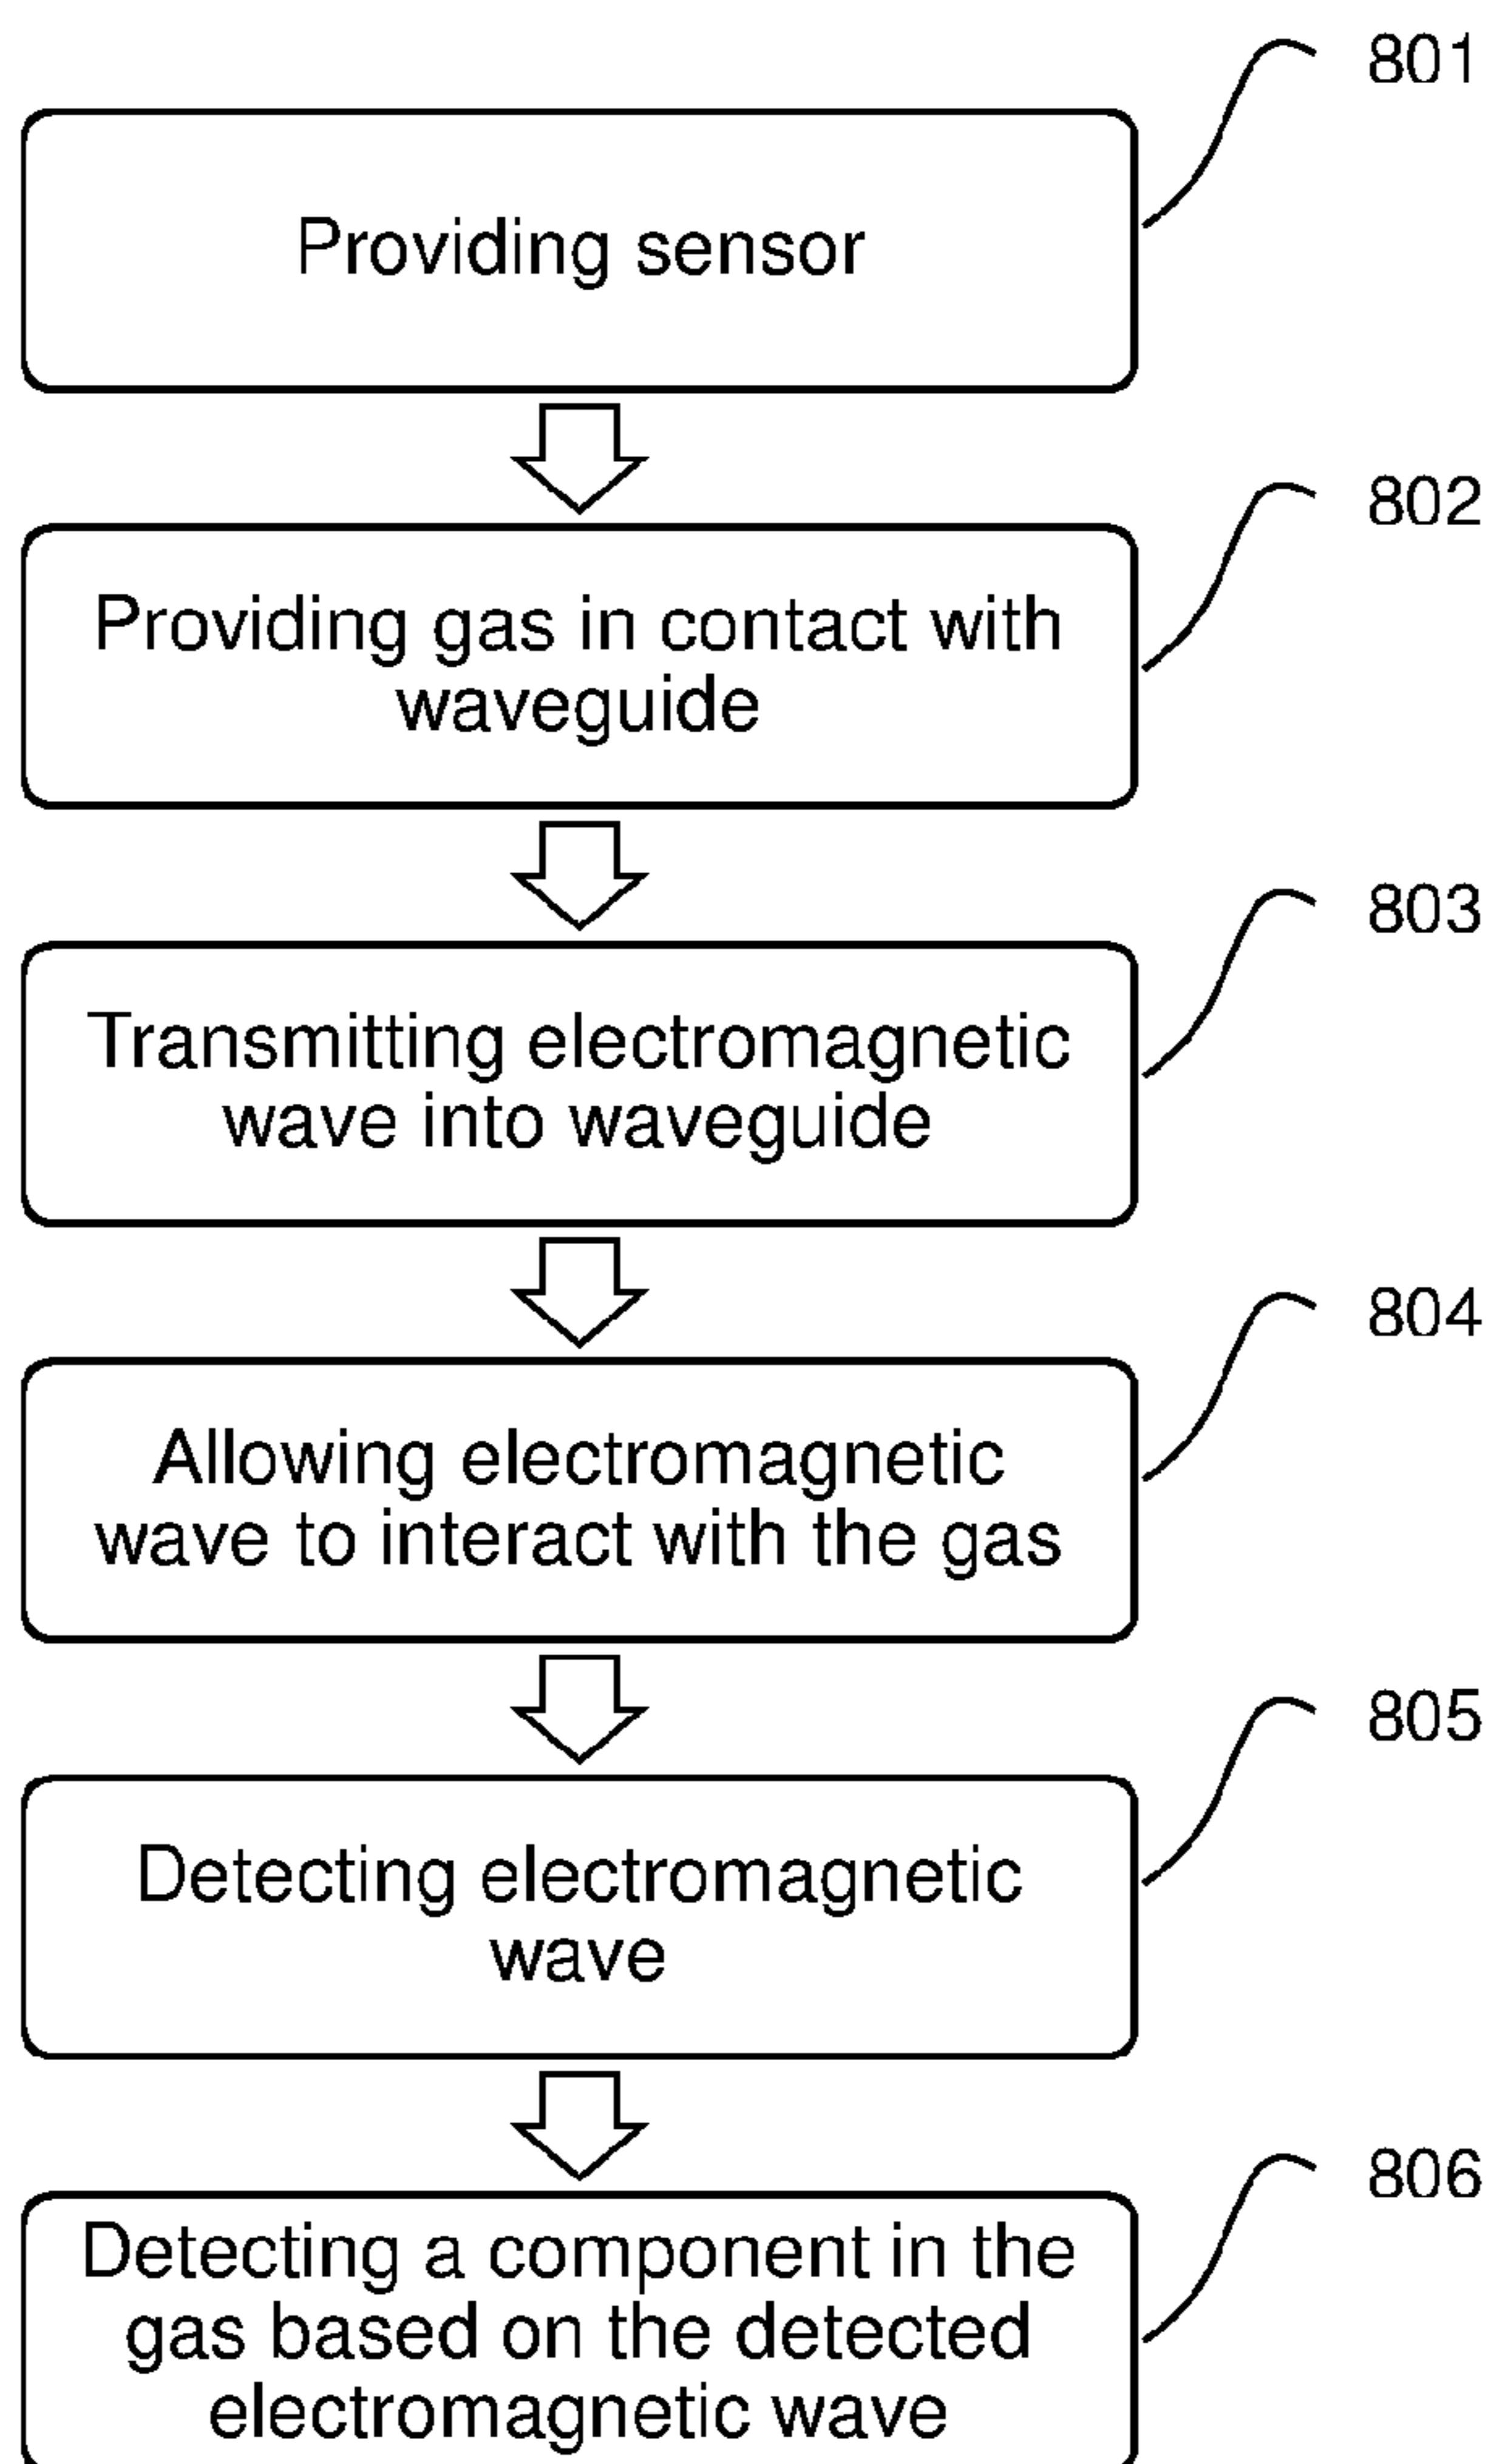 801
Providing sensor
802
Providing gas in contact with
waveguide
803
Transmitting electromagnetic
wave into waveguide
804
Allowing electromagnetic
wave to interact with the gas
805
Detecting electromagnetic
wave
806
Detecting a component in the
gas based on the detected
electromagnetic wave